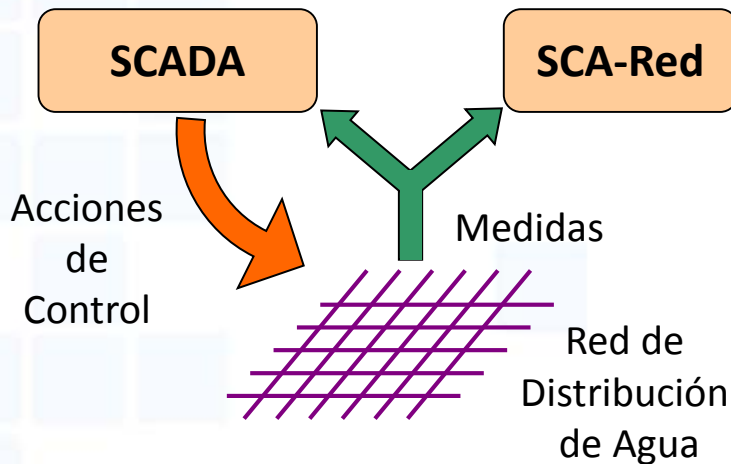 SCADA
SCA-Red
Acciones
de
Control
Medidas
Red de
Distribución
de Agua